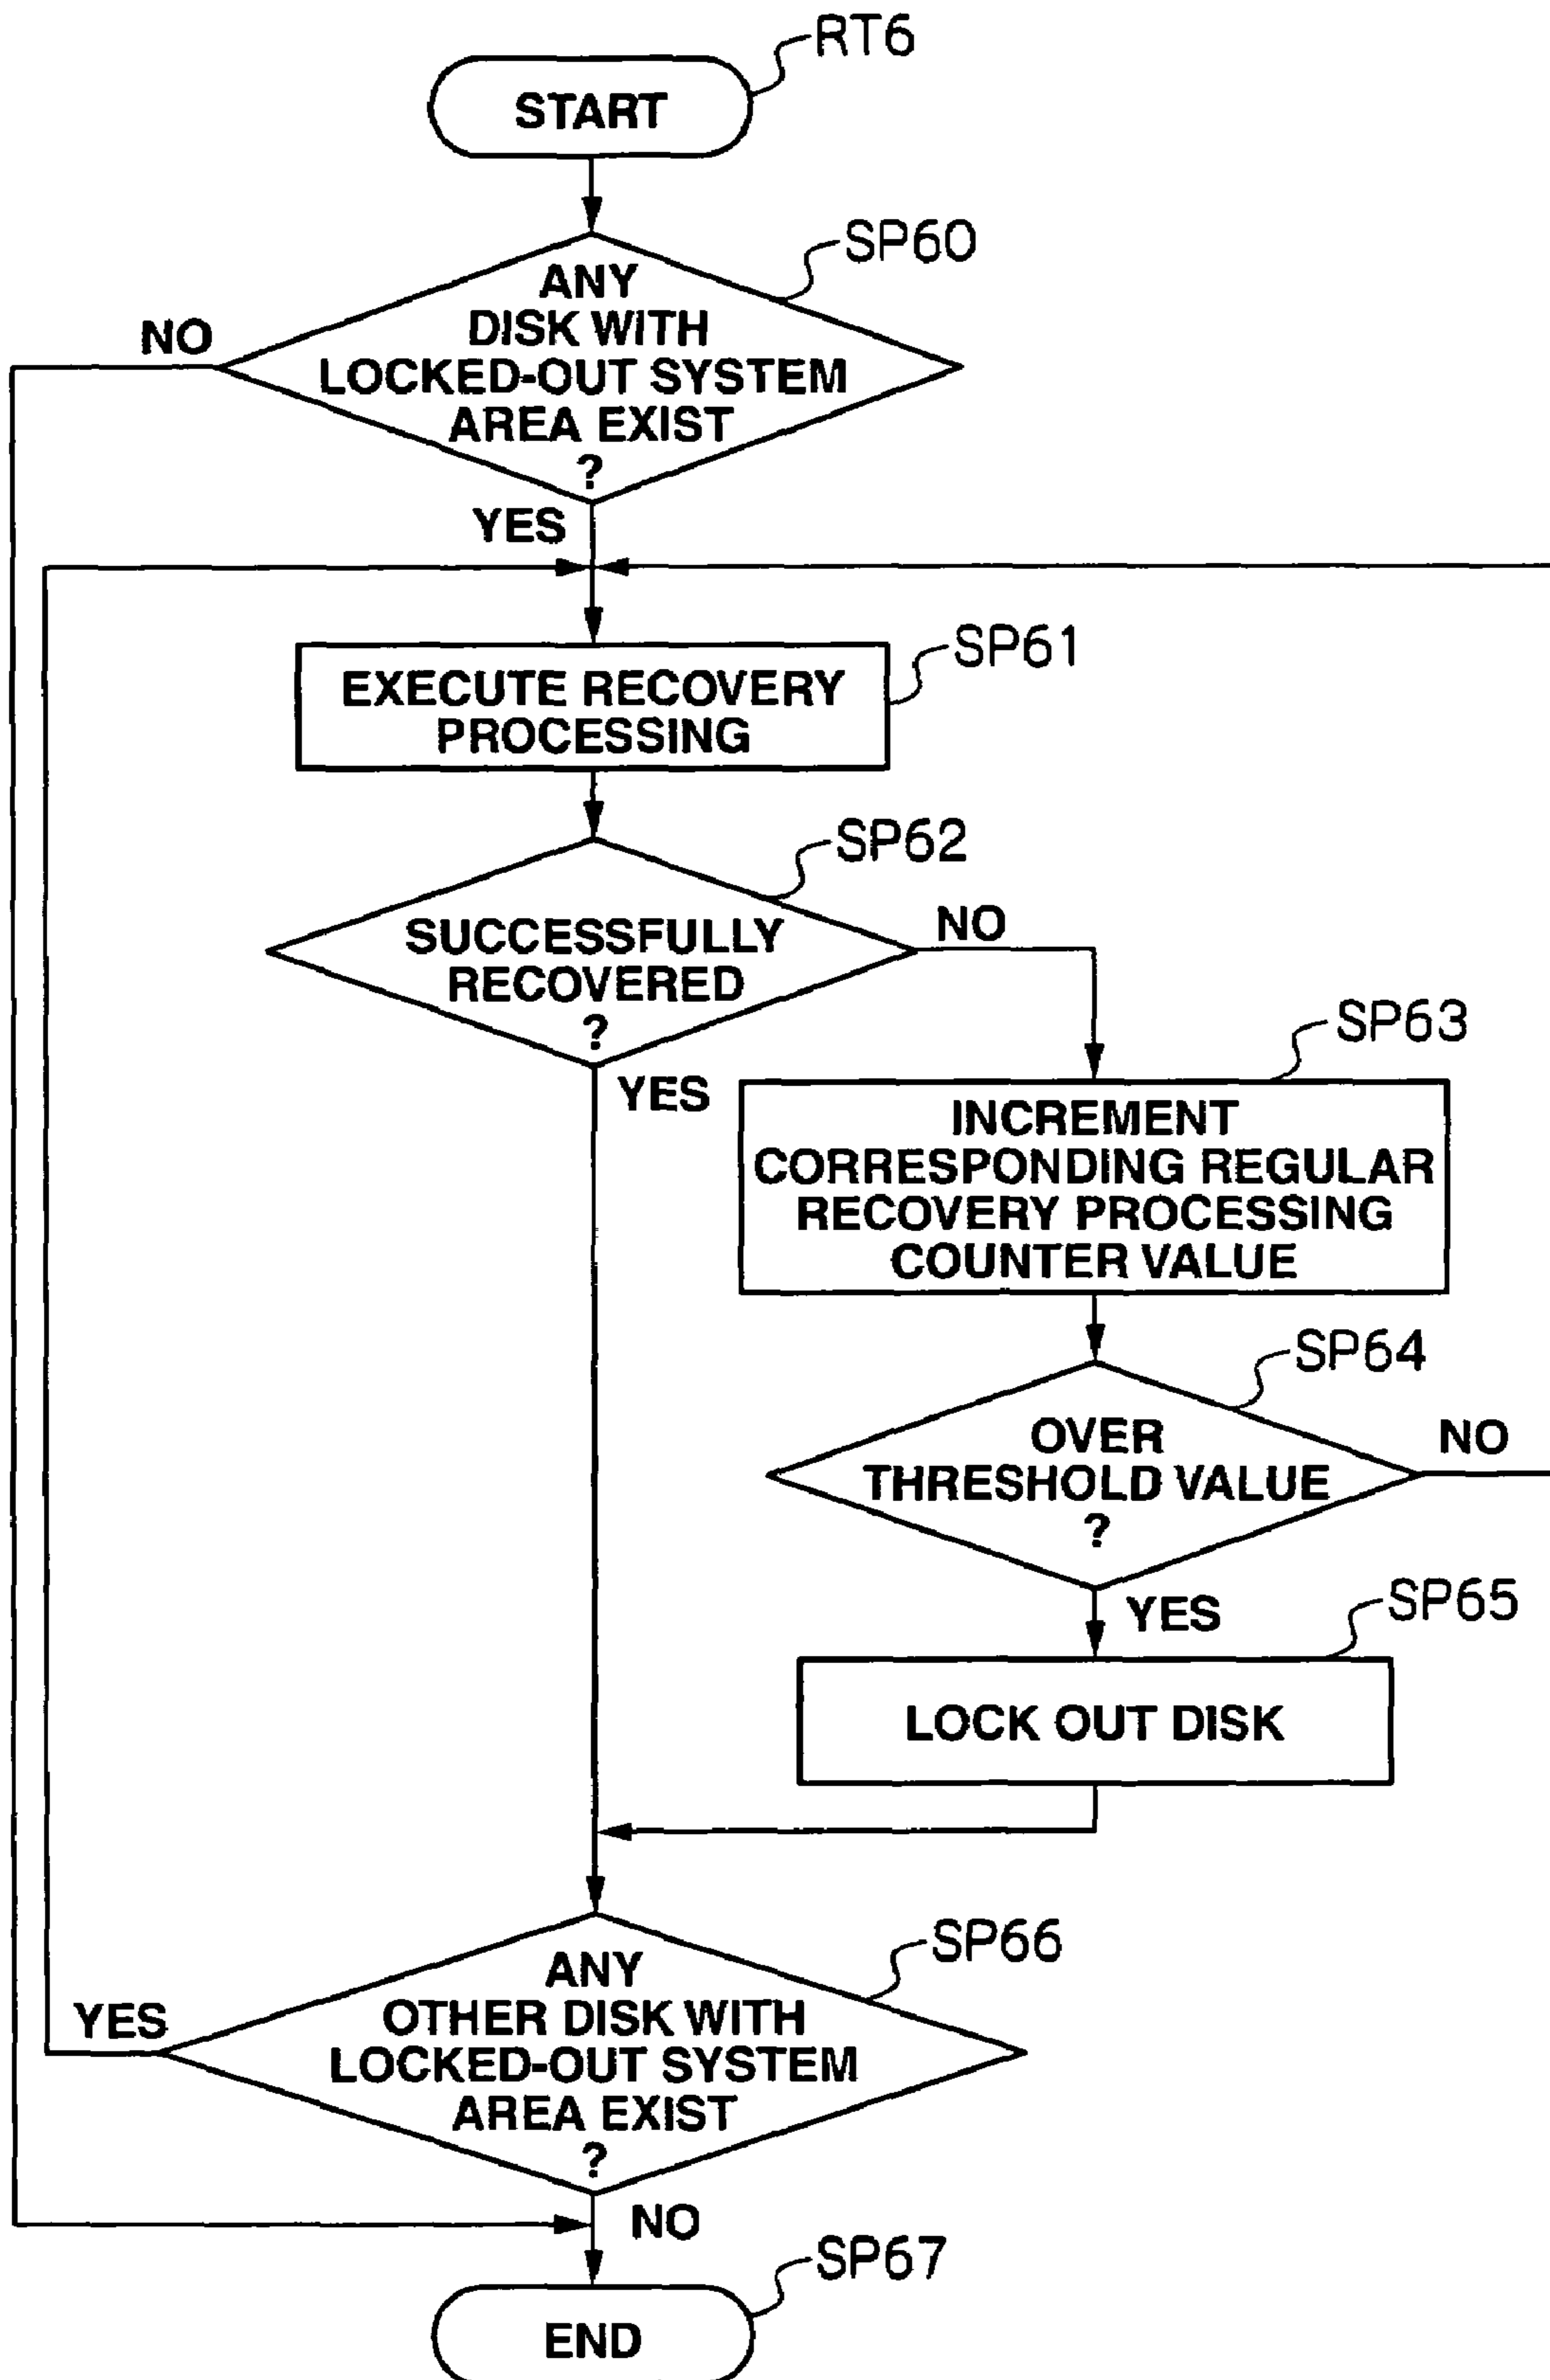 RT6
START
SP60
ANY
DISK WITH
LOCKED-OUT SYSTEM
AREA EXIST
?
NO
YES
SP61
EXECUTE RECOVERY
PROCESSING
SP62
SUCCESSFULLY
RECOVERED
?
NO
YES
SP63
INCREMENT
CORRESPONDING REGULAR
RECOVERY PROCESSING
COUNTER VALUE
SP64
OVER
THRESHOLD VALUE
?
NO
YES
SP65
LOCK OUT DISK
SP66
ANY
OTHER DISK WITH
LOCKED-OUT SYSTEM
AREA EXIST
?
YES
NO
SP67
END